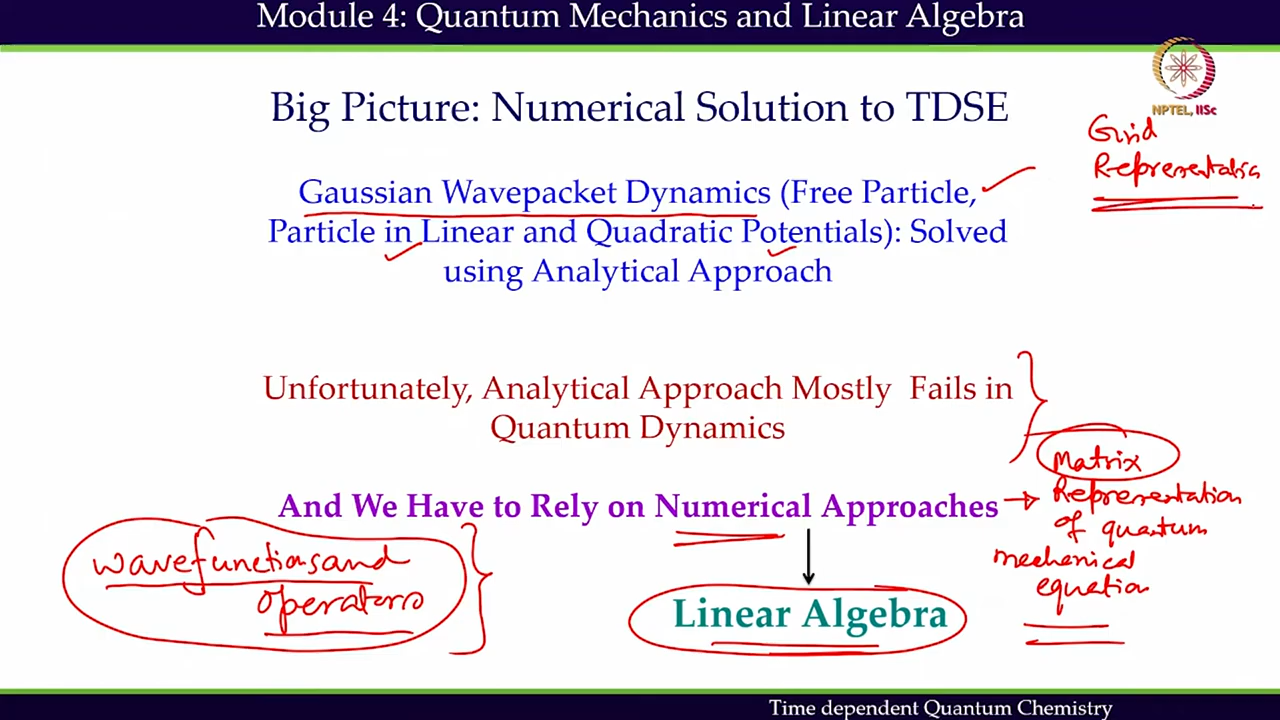 Module 4: Quantum Mechanics and Linear Algebra
NPTEL, IISc
Big Picture: Numerical Solution to TDSE
Grid
Representation
Gaussian Wavepacket Dynamics (Free Particle,
Particle in Linear and Quadratic Potentials): Solved
using Analytical Approach
Unfortunately, Analytical Approach Mostly Fails in
Quantum Dynamics
And We Have to Rely on Numerical Approaches
Matrix
Representation
of quantum
mechanical
equation
wavefunctions and
operators
Linear Algebra
Time dependent Quantum Chemistry